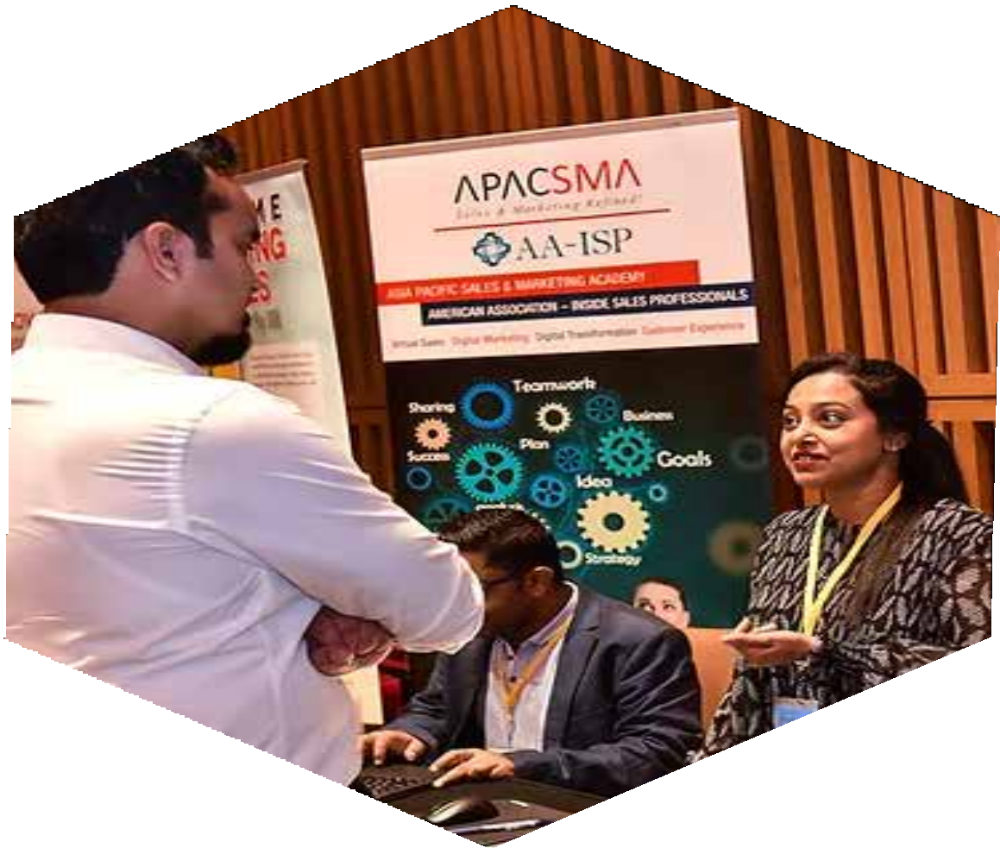 APACSMA
Sales & Marketing Refined!
AA-ISP
ASIA PACIFIC SALES & MARKETING ACADEMY
AMERICAN ASSOCIATION – INSIDE SALES PROFESSIONALS
Virtual Sales Digital Marketing Digital Transformation Customer Experience
Teamwork
Sharing
Business
Success
Plan
Goals
Idea
Strategy
M E
NG
ES